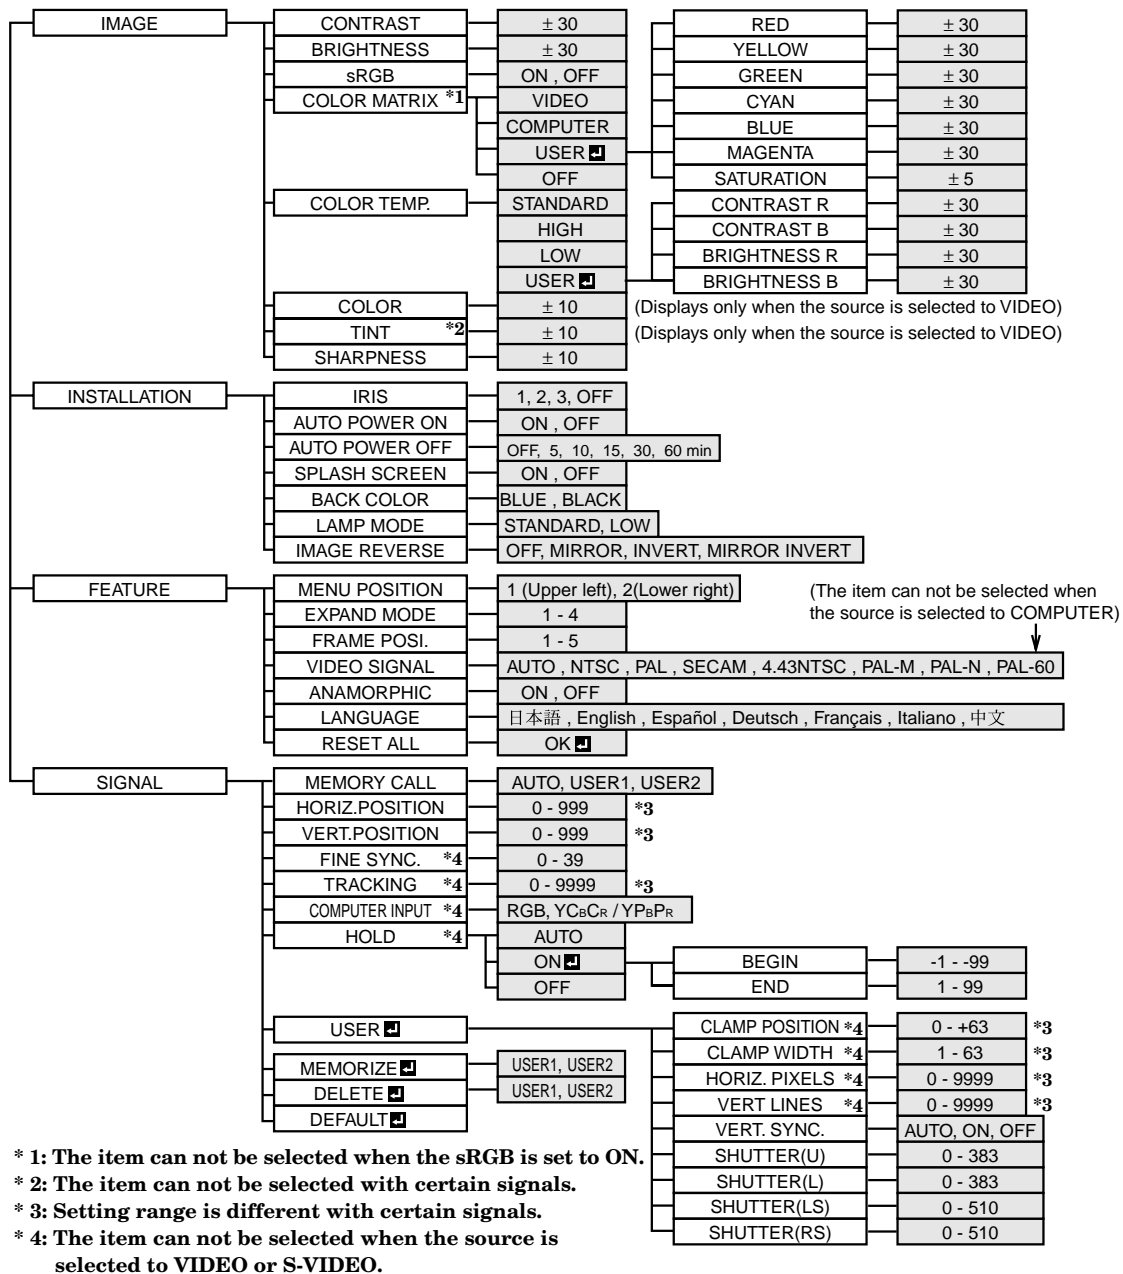 IMAGE CONTRAST ± 30 RED ± 30
BRIGHTNESS ± 30 YELLOW ± 30
sRGB ON , OFF GREEN ± 30
COLOR MATRIX *1 VIDEO CYAN ± 30
COMPUTER BLUE ± 30
USER MAGENTA ± 30
OFF SATURATION ± 5
COLOR TEMP. STANDARD CONTRAST R ± 30
HIGH CONTRAST B ± 30
LOW BRIGHTNESS R ± 30
USER BRIGHTNESS B ± 30
COLOR ± 10 (Displays only when the source is selected to VIDEO)
TINT *2 ± 10 (Displays only when the source is selected to VIDEO)
SHARPNESS ± 10
INSTALLATION IRIS 1, 2, 3, OFF
AUTO POWER ON ON , OFF
AUTO POWER OFF OFF, 5, 10, 15, 30, 60 min
SPLASH SCREEN ON , OFF
BACK COLOR BLUE , BLACK
LAMP MODE STANDARD, LOW
IMAGE REVERSE OFF, MIRROR, INVERT, MIRROR INVERT
FEATURE MENU POSITION 1 (Upper left), 2(Lower right) (The item can not be selected when
EXPAND MODE 1 - 4 the source is selected to COMPUTER)
FRAME POSI. 1 - 5
VIDEO SIGNAL AUTO , NTSC , PAL , SECAM , 4.43NTSC , PAL-M , PAL-N , PAL-60
ANAMORPHIC ON , OFF
LANGUAGE 日本語 , English , Español , Deutsch , Français , Italiano , 中文
RESET ALL OK
SIGNAL MEMORY CALL AUTO, USER1, USER2
HORIZ.POSITION 0 - 999 *3
VERT.POSITION 0 - 999 *3
FINE SYNC. *4 0 - 39
TRACKING *4 0 - 9999 *3
COMPUTER INPUT *4 RGB, YCBCR / YPBPR
HOLD *4 AUTO
ON BEGIN -1 - -99
OFF END 1 - 99
USER CLAMP POSITION *4 0 - +63 *3
CLAMP WIDTH *4 1 - 63 *3
MEMORIZE USER1, USER2 HORIZ. PIXELS *4 0 - 9999 *3
DELETE USER1, USER2 VERT LINES *4 0 - 9999 *3
DEFAULT VERT. SYNC. AUTO, ON, OFF
SHUTTER(U) 0 - 383
SHUTTER(L) 0 - 383
SHUTTER(LS) 0 - 510
SHUTTER(RS) 0 - 510
* 1: The item can not be selected when the sRGB is set to ON.
* 2: The item can not be selected with certain signals.
* 3: Setting range is different with certain signals.
* 4: The item can not be selected when the source is
selected to VIDEO or S-VIDEO.